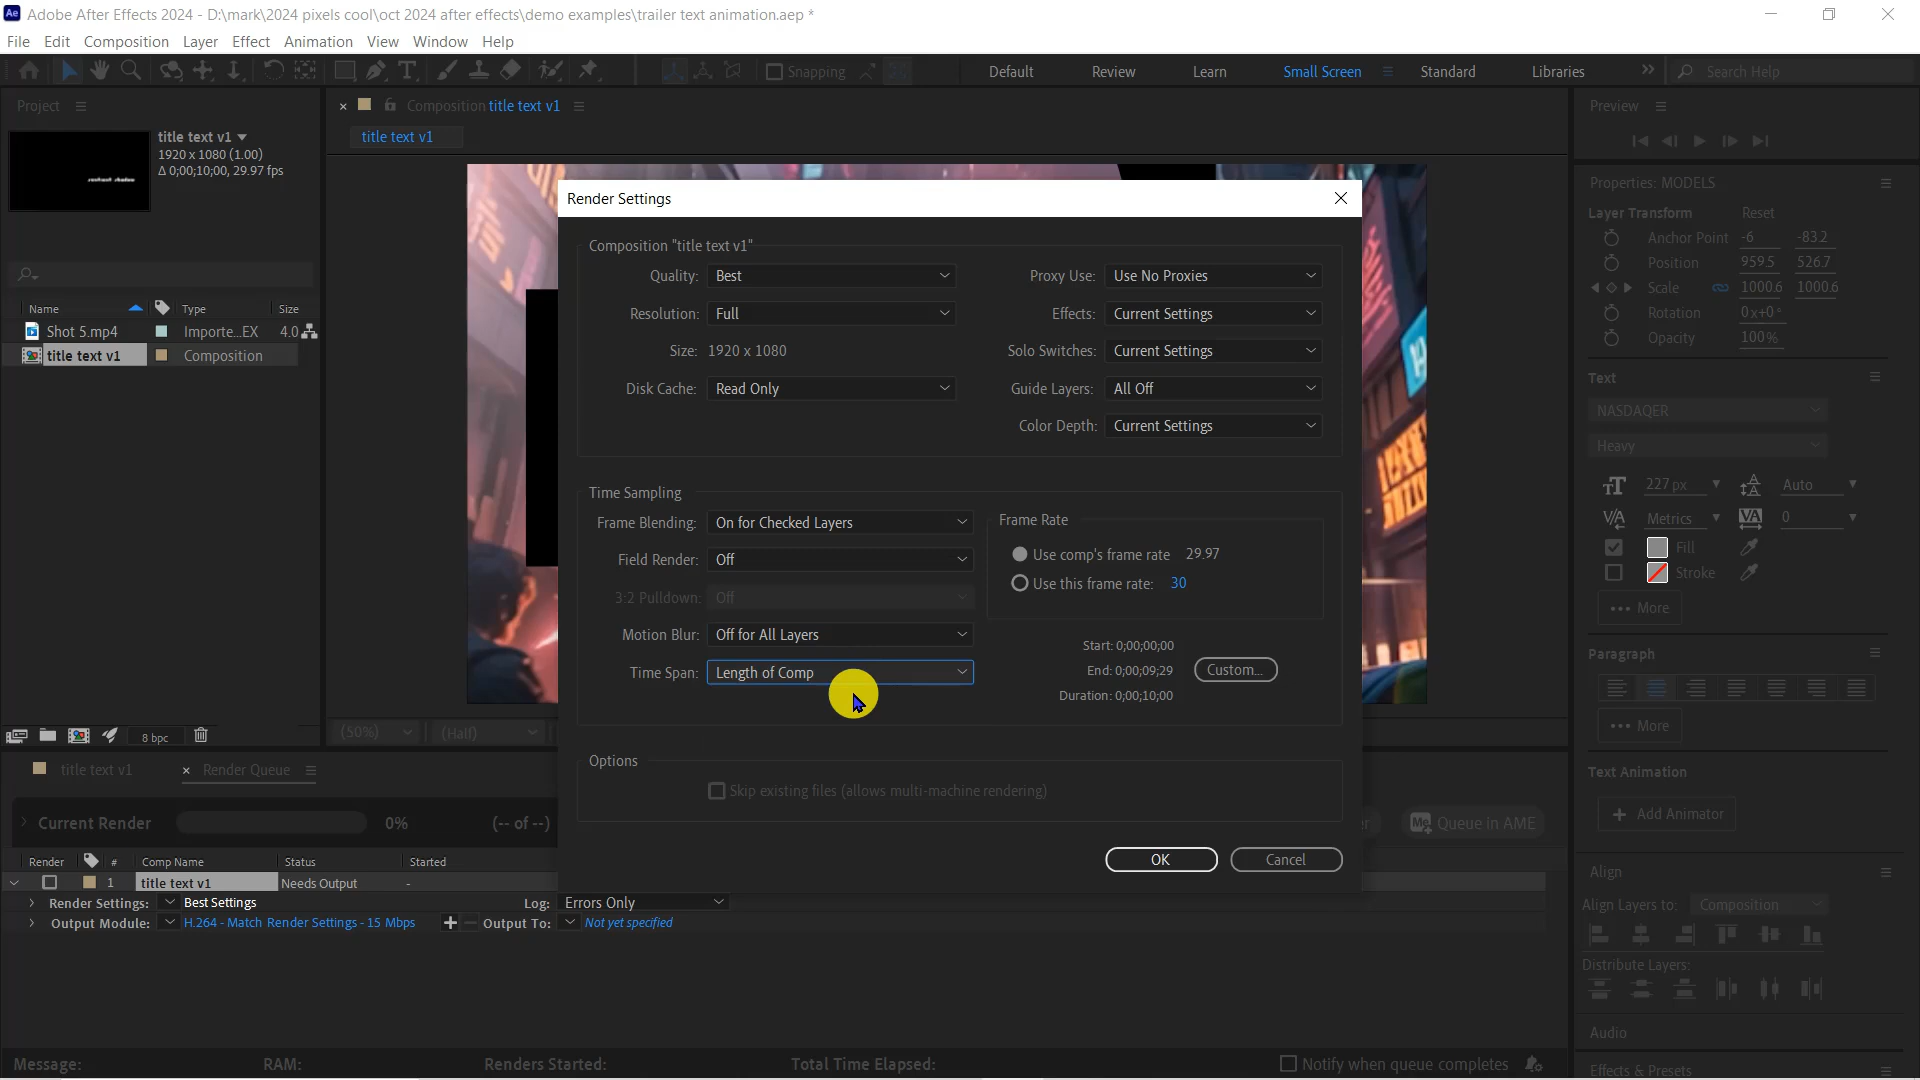 Ae Adobe After Effects 2024 - D:\mark\2024 pixels cool\oct 2024 after effects\demo examples\trailer text animation.aep *
File Edit Composition Layer Effect Animation View Window Help
Snapping Default Review Learn Small Screen Standard Libraries Search Help
Project
title text v1
1920 x 1080 (1.00)
Δ 0;00;10;00, 29.97 fps
Name Type Size
Shot 5.mp4 Importe...EX 4.0
title text v1 Composition
8 bpc
Composition title text v1
title text v1
(50%) (Half)
Render Settings
Composition "title text v1"
Quality: Best
Resolution: Full
Size: 1920 x 1080
Disk Cache: Read Only
Proxy Use: Use No Proxies
Effects: Current Settings
Solo Switches: Current Settings
Guide Layers: All Off
Color Depth: Current Settings
Time Sampling
Frame Blending: On for Checked Layers
Field Render: Off
3:2 Pulldown: Off
Motion Blur: Off for All Layers
Time Span: Length of Comp
Frame Rate
Use comp's frame rate 29.97
Use this frame rate: 30
Start: 0;00;00;00
End: 0;00;09;29
Duration: 0;00;10;00
Custom...
Options
Skip existing files (allows multi-machine rendering)
OK Cancel
Preview
Properties: MODELS
Layer Transform Reset
Anchor Point -6 -83.2
Position 959.5 526.7
Scale 1000.6 1000.6
Rotation 0x+0°
Opacity 100%
Text
NASDAQER
Heavy
227 px Auto
Metrics 0
Fill
Stroke
••• More
Paragraph
••• More
Text Animation
+ Add Animator
Align
Align Layers to: Composition
Distribute Layers:
Audio
Effects & Presets
title text v1 Render Queue
Current Render 0% (-- of --)
Me Queue in AME
Render # Comp Name Status Started
1 title text v1 Needs Output -
Render Settings: Best Settings Log: Errors Only
Output Module: H.264 - Match Render Settings - 15 Mbps Output To: Not yet specified
Message: RAM: Renders Started: Total Time Elapsed: Notify when queue completes